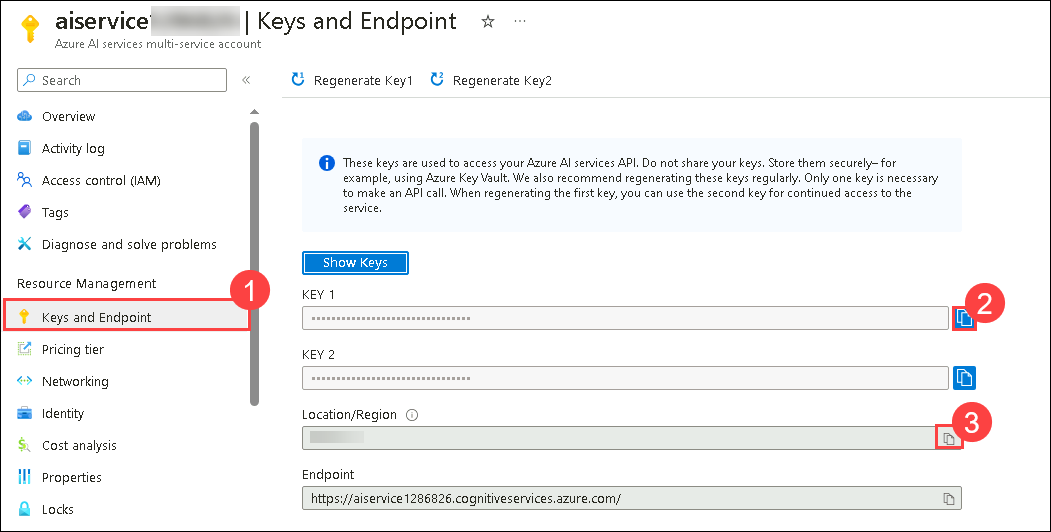 aiservice1 | Keys and Endpoint
Azure AI services multi-service account
Search
Regenerate Key1 Regenerate Key2
Overview
Activity log
Access control (IAM)
Tags
Diagnose and solve problems
Resource Management
Keys and Endpoint
Pricing tier
Networking
Identity
Cost analysis
Properties
Locks
These keys are used to access your Azure AI services API. Do not share your keys. Store them securely– for
example, using Azure Key Vault. We also recommend regenerating these keys regularly. Only one key is necessary
to make an API call. When regenerating the first key, you can use the second key for continued access to the
service.
Show Keys
KEY 1
KEY 2
Location/Region
Endpoint
https://aiservice1286826.cognitiveservices.azure.com/
1
2
3